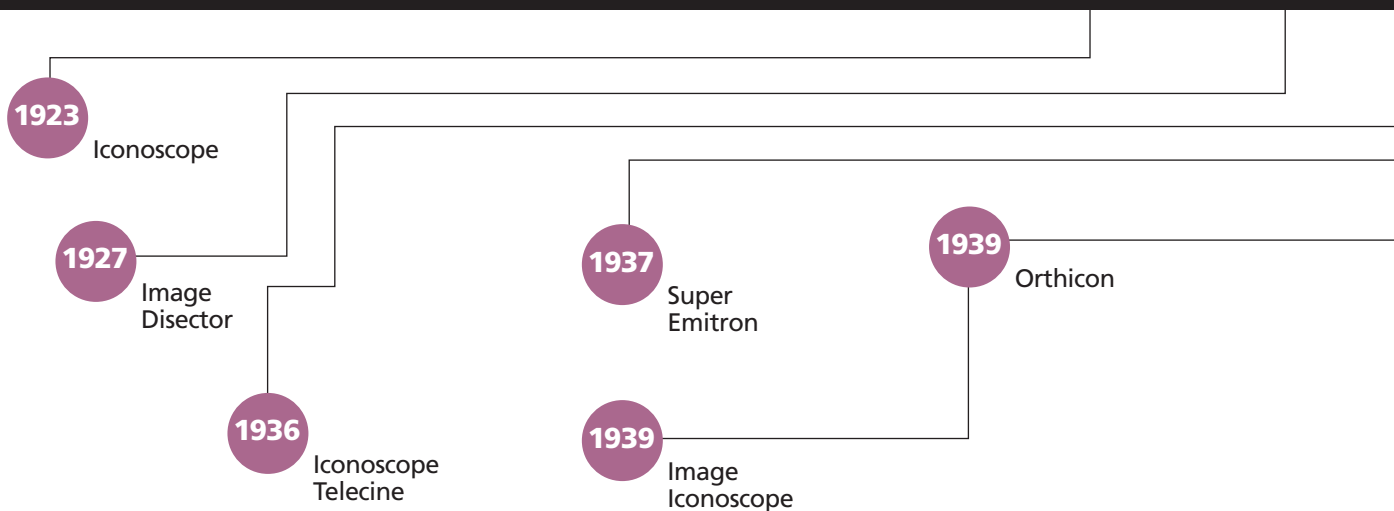 1923
Iconoscope
1927
Image
Disector
1936
Iconoscope
Telecine
1937
Super
Emitron
1939
Image
Iconoscope
1939
Orthicon